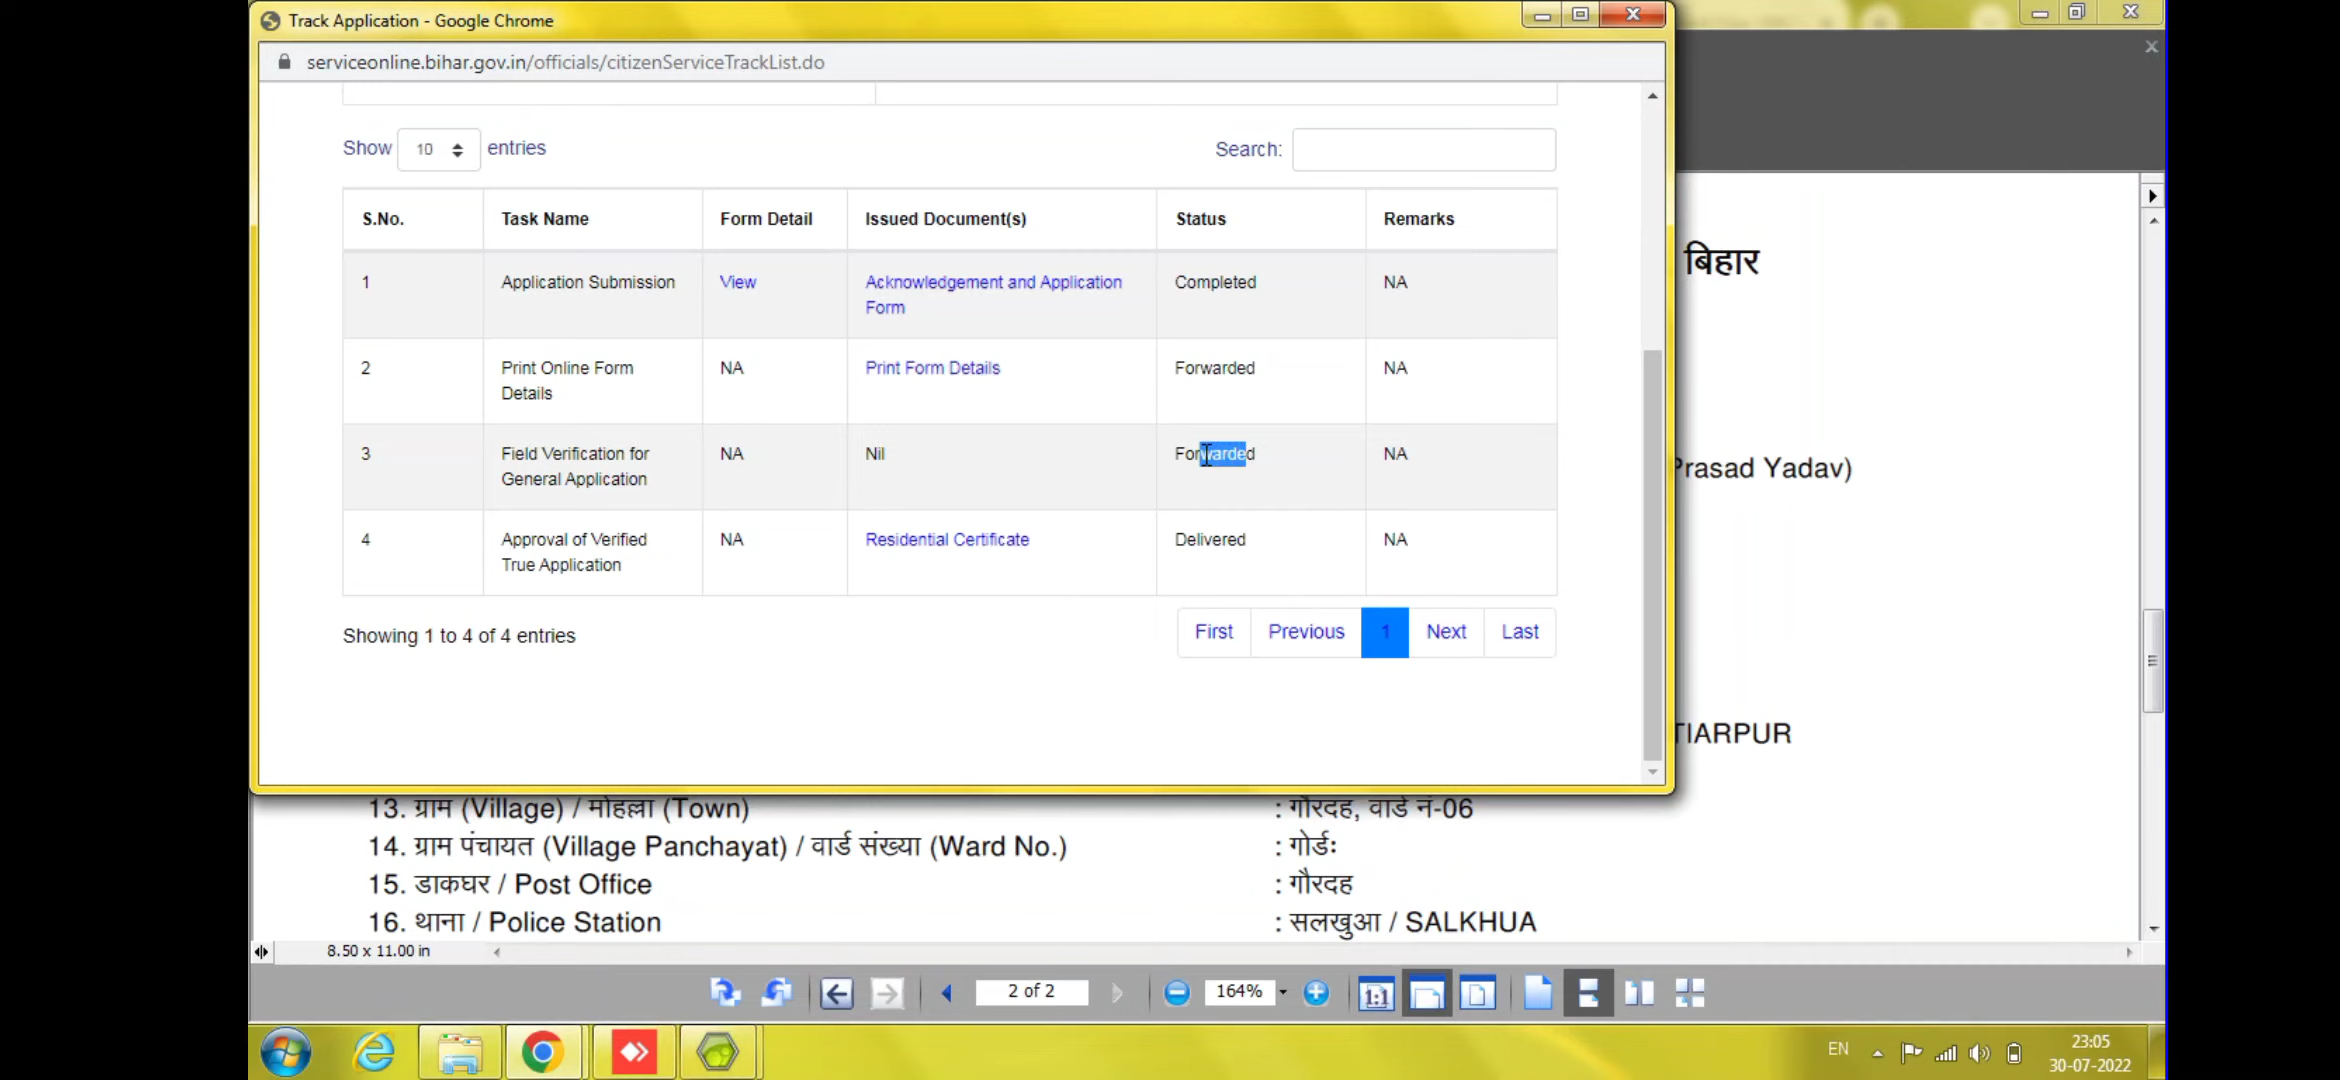 Track Application - Google Chrome
serviceonline.bihar.gov.in/officials/citizenServiceTrackList.do
Show 10 entries
Search:
S.No. Task Name Form Detail Issued Document(s) Status Remarks
1 Application Submission View Acknowledgement and Application Completed NA
Form
2 Print Online Form NA Print Form Details Forwarded NA
Details
3 Field Verification for NA Nil Forwarded NA
General Application
4 Approval of Verified NA Residential Certificate Delivered NA
True Application
Showing 1 to 4 of 4 entries
First Previous 1 Next Last
बिहार
Prasad Yadav)
TIARPUR
13. ग्राम (Village) / मोहल्ला (Town) : गौरदह, वार्ड नं-06
14. ग्राम पंचायत (Village Panchayat) / वार्ड संख्या (Ward No.) : गोर्डः
15. डाकघर / Post Office : गौरदह
16. थाना / Police Station : सलखुआ / SALKHUA
8.50 x 11.00 in
2 of 2
164%
1:1
EN
23:05
30-07-2022